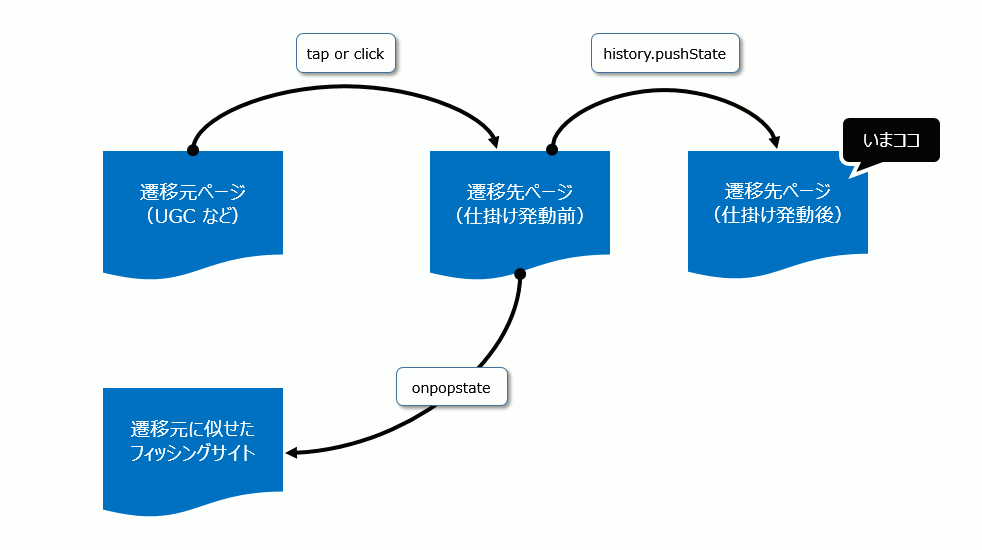 tap or click
history.pushState
いまココ
遷移元ページ
（UGC など）
遷移先ページ
（仕掛け発動前）
遷移先ページ
（仕掛け発動後）
onpopstate
遷移元に似せた
フィッシングサイト